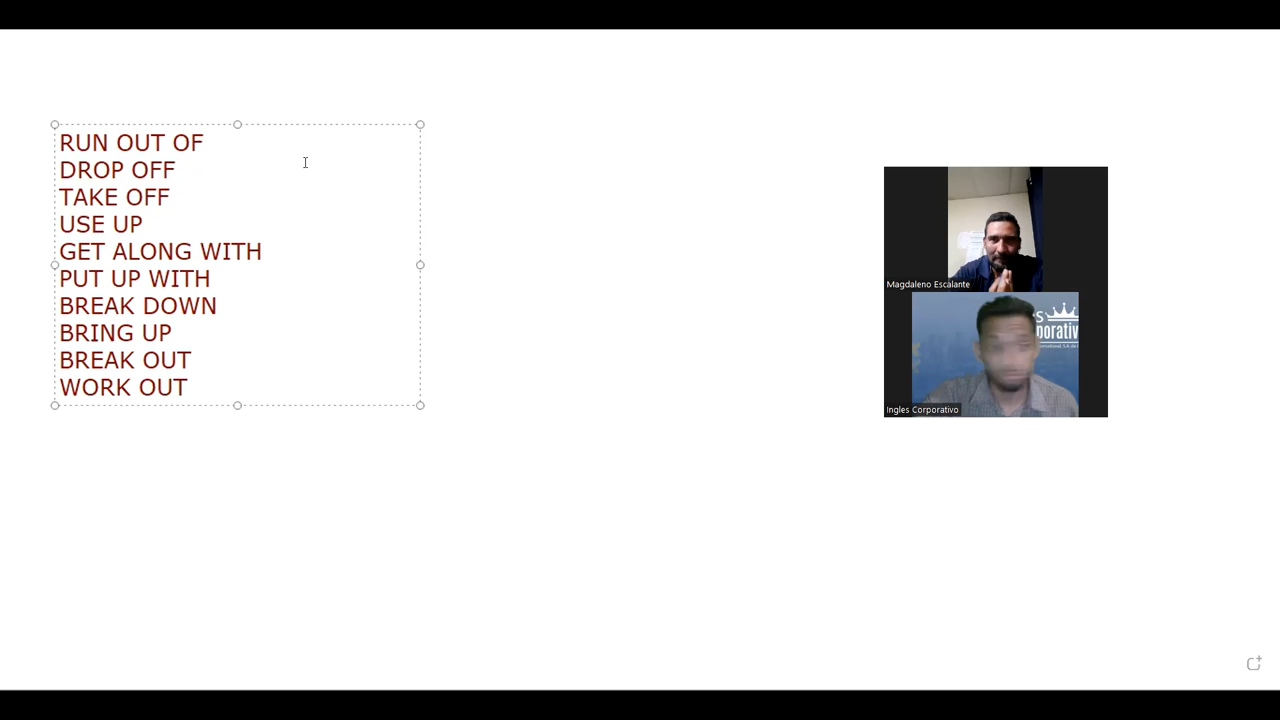 RUN OUT OF
DROP OFF
TAKE OFF
USE UP
GET ALONG WITH
PUT UP WITH
BREAK DOWN
BRING UP
BREAK OUT
WORK OUT
Magdaleno Escalante
Ingles Corporativo